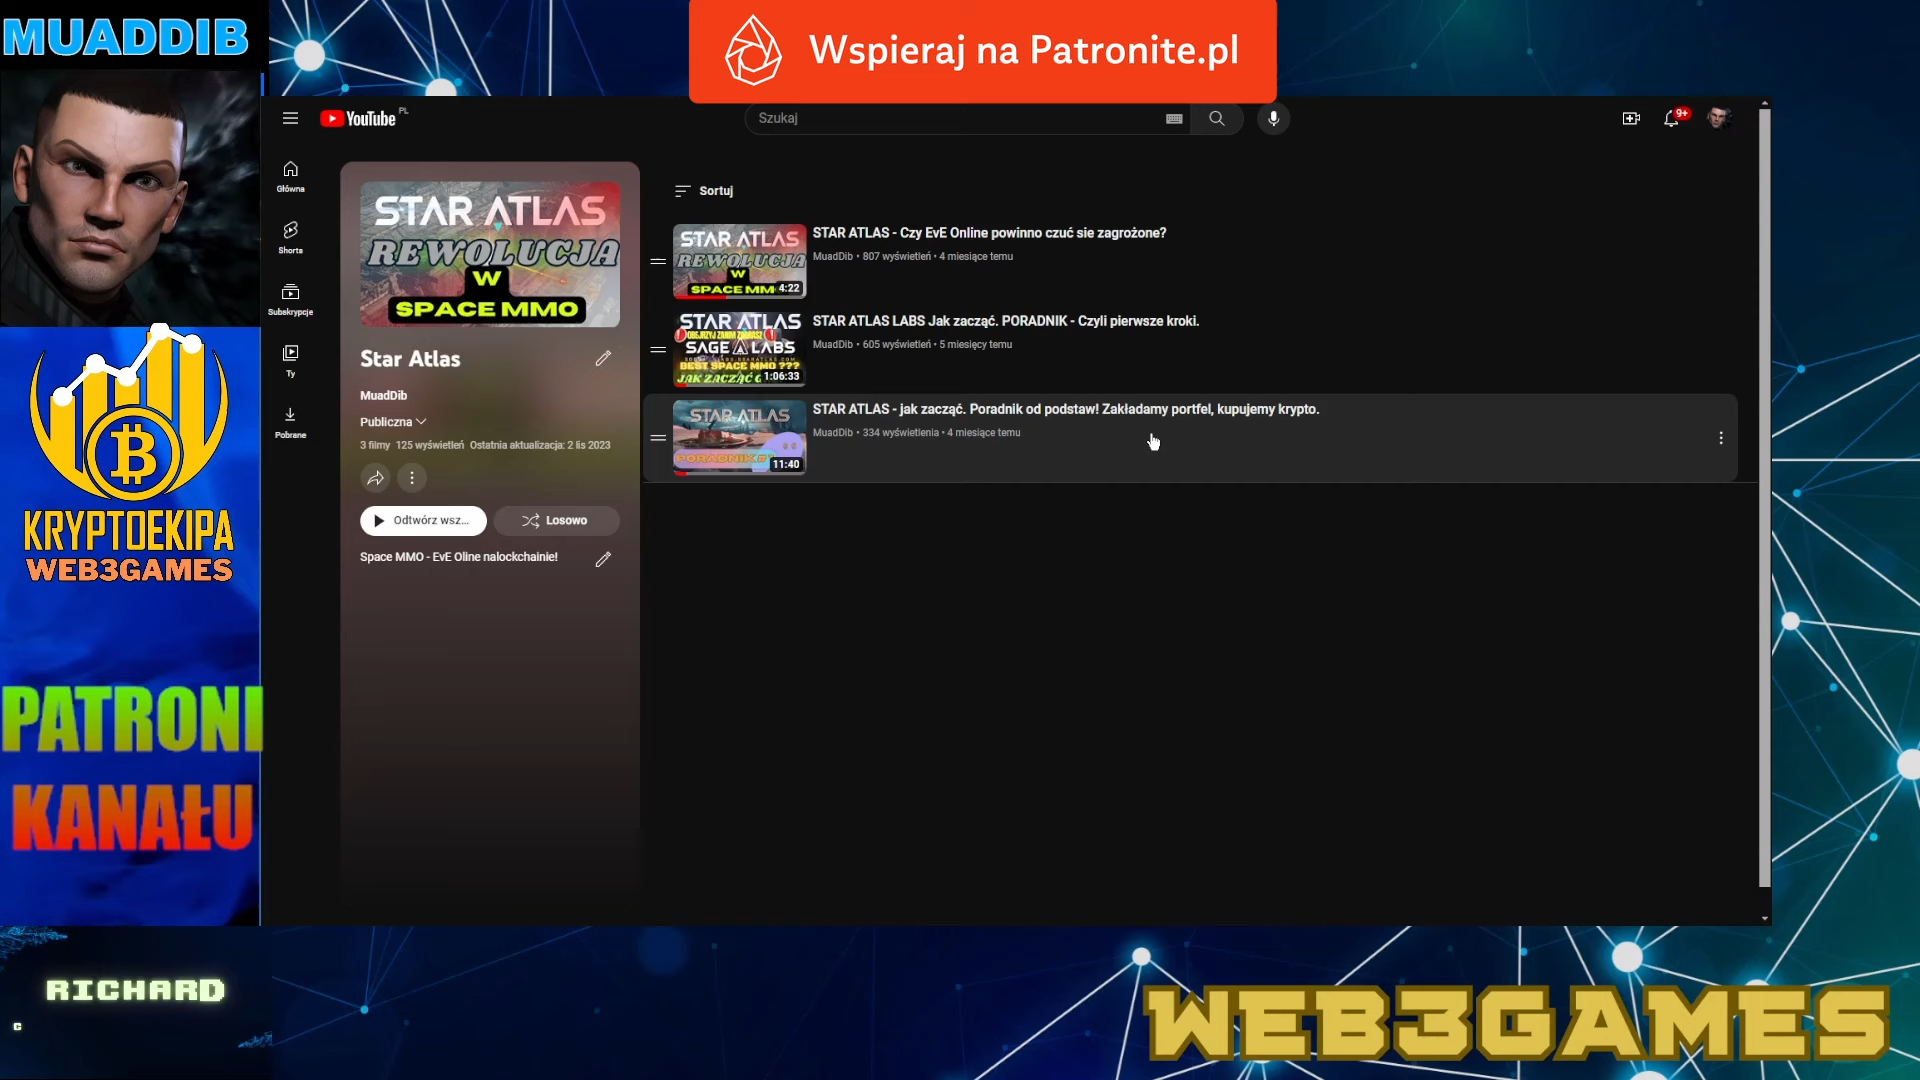 MUADDIB
Wspieraj na Patronite.pl
YouTube PL
Szukaj
9+
Główna
Shorts
Subskrypcje
Ty
Pobrane
STAR ATLAS
REWOLUCJA
W
SPACE MMO
Star Atlas
MuadDib
Publiczna
3 filmy 125 wyświetleń Ostatnia aktualizacja: 2 lis 2023
Odtwórz wsz...
Losowo
Space MMO - EvE Oline nalockchainie!
Sortuj
STAR ATLAS
REWOLUCJA
W
SPACE MM
4:22
STAR ATLAS - Czy EvE Online powinno czuć sie zagrożone?
MuadDib • 807 wyświetleń • 4 miesiące temu
STAR ATLAS
OBEJRZYJ ZANIM ZAGRASZ
SAGE LABS
BEST SPACE MMO ???
JAK ZACZĄĆ
1:06:33
STAR ATLAS LABS Jak zacząć. PORADNIK - Czyli pierwsze kroki.
MuadDib • 605 wyświetleń • 5 miesięcy temu
STAR ATLAS
PORADNIK #
11:40
STAR ATLAS - jak zacząć. Poradnik od podstaw! Zakładamy portfel, kupujemy krypto.
MuadDib • 334 wyświetlenia • 4 miesiące temu
KRYPTOEKIPA
WEB3GAMES
PATRONI
KANAŁU
RICHARD
C
WEB3GAMES